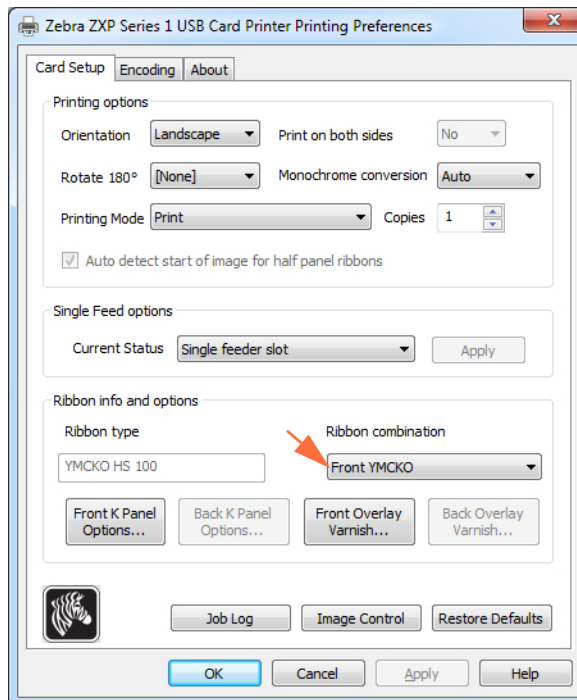 Zebra ZXP Series 1 USB Card Printer Printing Preferences
Card Setup Encoding About
Printing options
Orientation Landscape Print on both sides No
Rotate 180° [None] Monochrome conversion Auto
Printing Mode Print Copies 1
Auto detect start of image for half panel ribbons
Single Feed options
Current Status Single feeder slot Apply
Ribbon info and options
Ribbon type Ribbon combination
YMCKO HS 100 Front YMCKO
Front K Panel Options... Back K Panel Options... Front Overlay Varnish... Back Overlay Varnish...
Job Log Image Control Restore Defaults
OK Cancel Apply Help